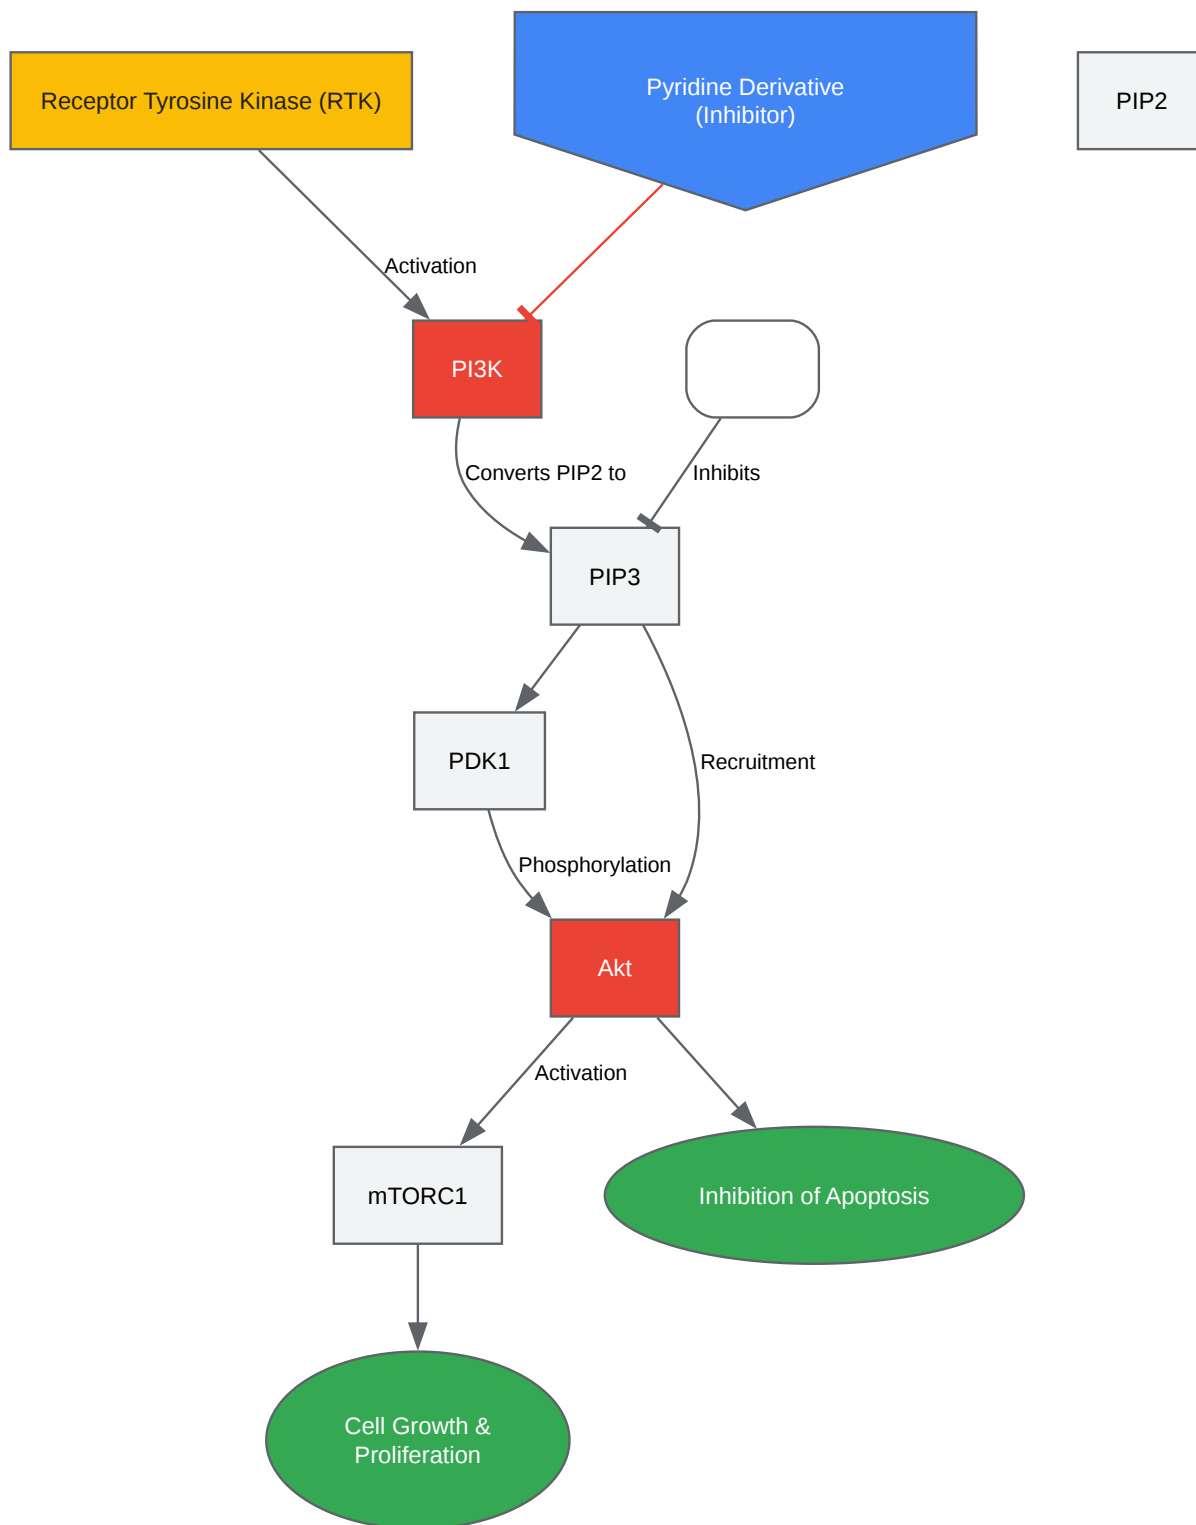 Receptor Tyrosine Kinase (RTK)
Pyridine Derivative
(Inhibitor)
PIP2
Activation
PI3K
Converts PIP2 to
Inhibits
PIP3
PDK1
Recruitment
Phosphorylation
Akt
Activation
mTORC1
Inhibition of Apoptosis
Cell Growth &
Proliferation